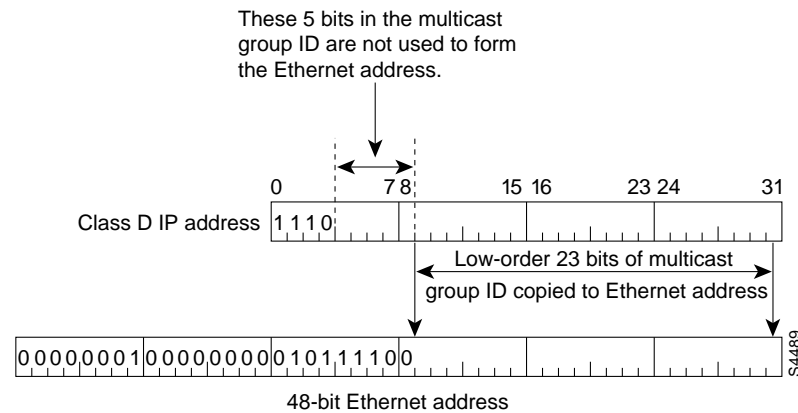 These 5 bits in the multicast
group ID are not used to form
the Ethernet address.
0 7 8 15 16 23 24 31
Class D IP address 1 1 1 0
Low-order 23 bits of multicast
group ID copied to Ethernet address
0 0 0 0 0 0 0 1 0 0 0 0 0 0 0 0 0 1 0 1 1 1 1 0 0
48-bit Ethernet address
S4489